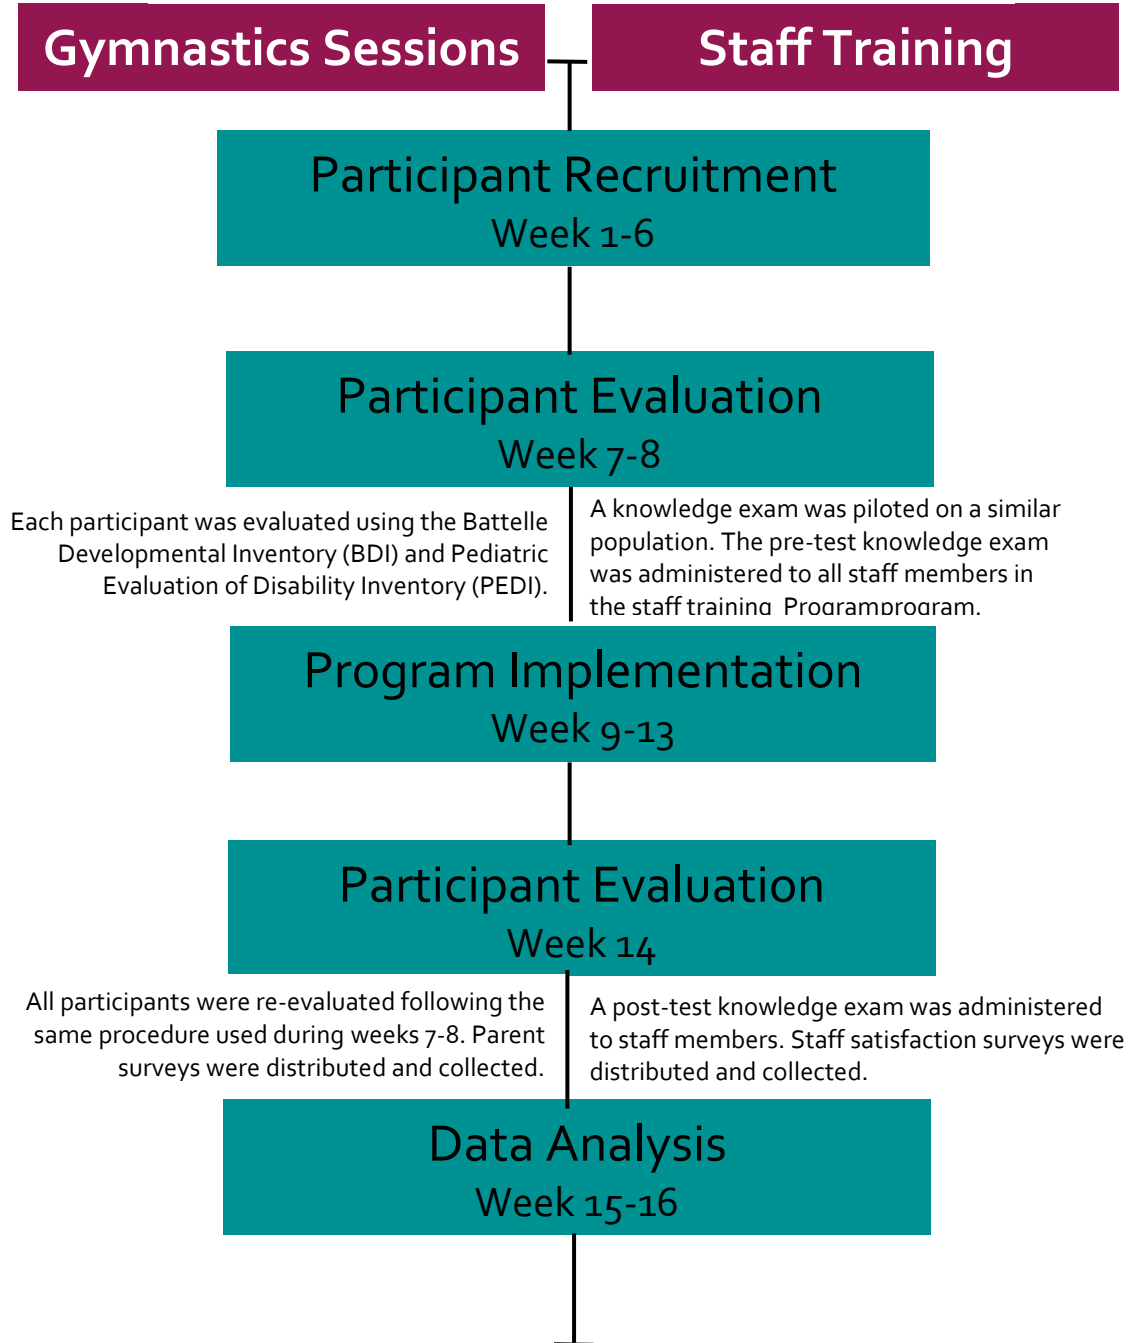 Gymnastics Sessions
Staff Training
Participant Recruitment
Week 1-6
Participant Evaluation
Week 7-8
Each participant was evaluated using the Battelle
Developmental Inventory (BDI) and Pediatric
Evaluation of Disability Inventory (PEDI).
A knowledge exam was piloted on a similar
population. The pre-test knowledge exam
was administered to all staff members in
the staff training Programprogram.
Program Implementation
Week 9-13
Participant Evaluation
Week 14
All participants were re-evaluated following the
same procedure used during weeks 7-8. Parent
surveys were distributed and collected.
A post-test knowledge exam was administered
to staff members. Staff satisfaction surveys were
distributed and collected.
Data Analysis
Week 15-16